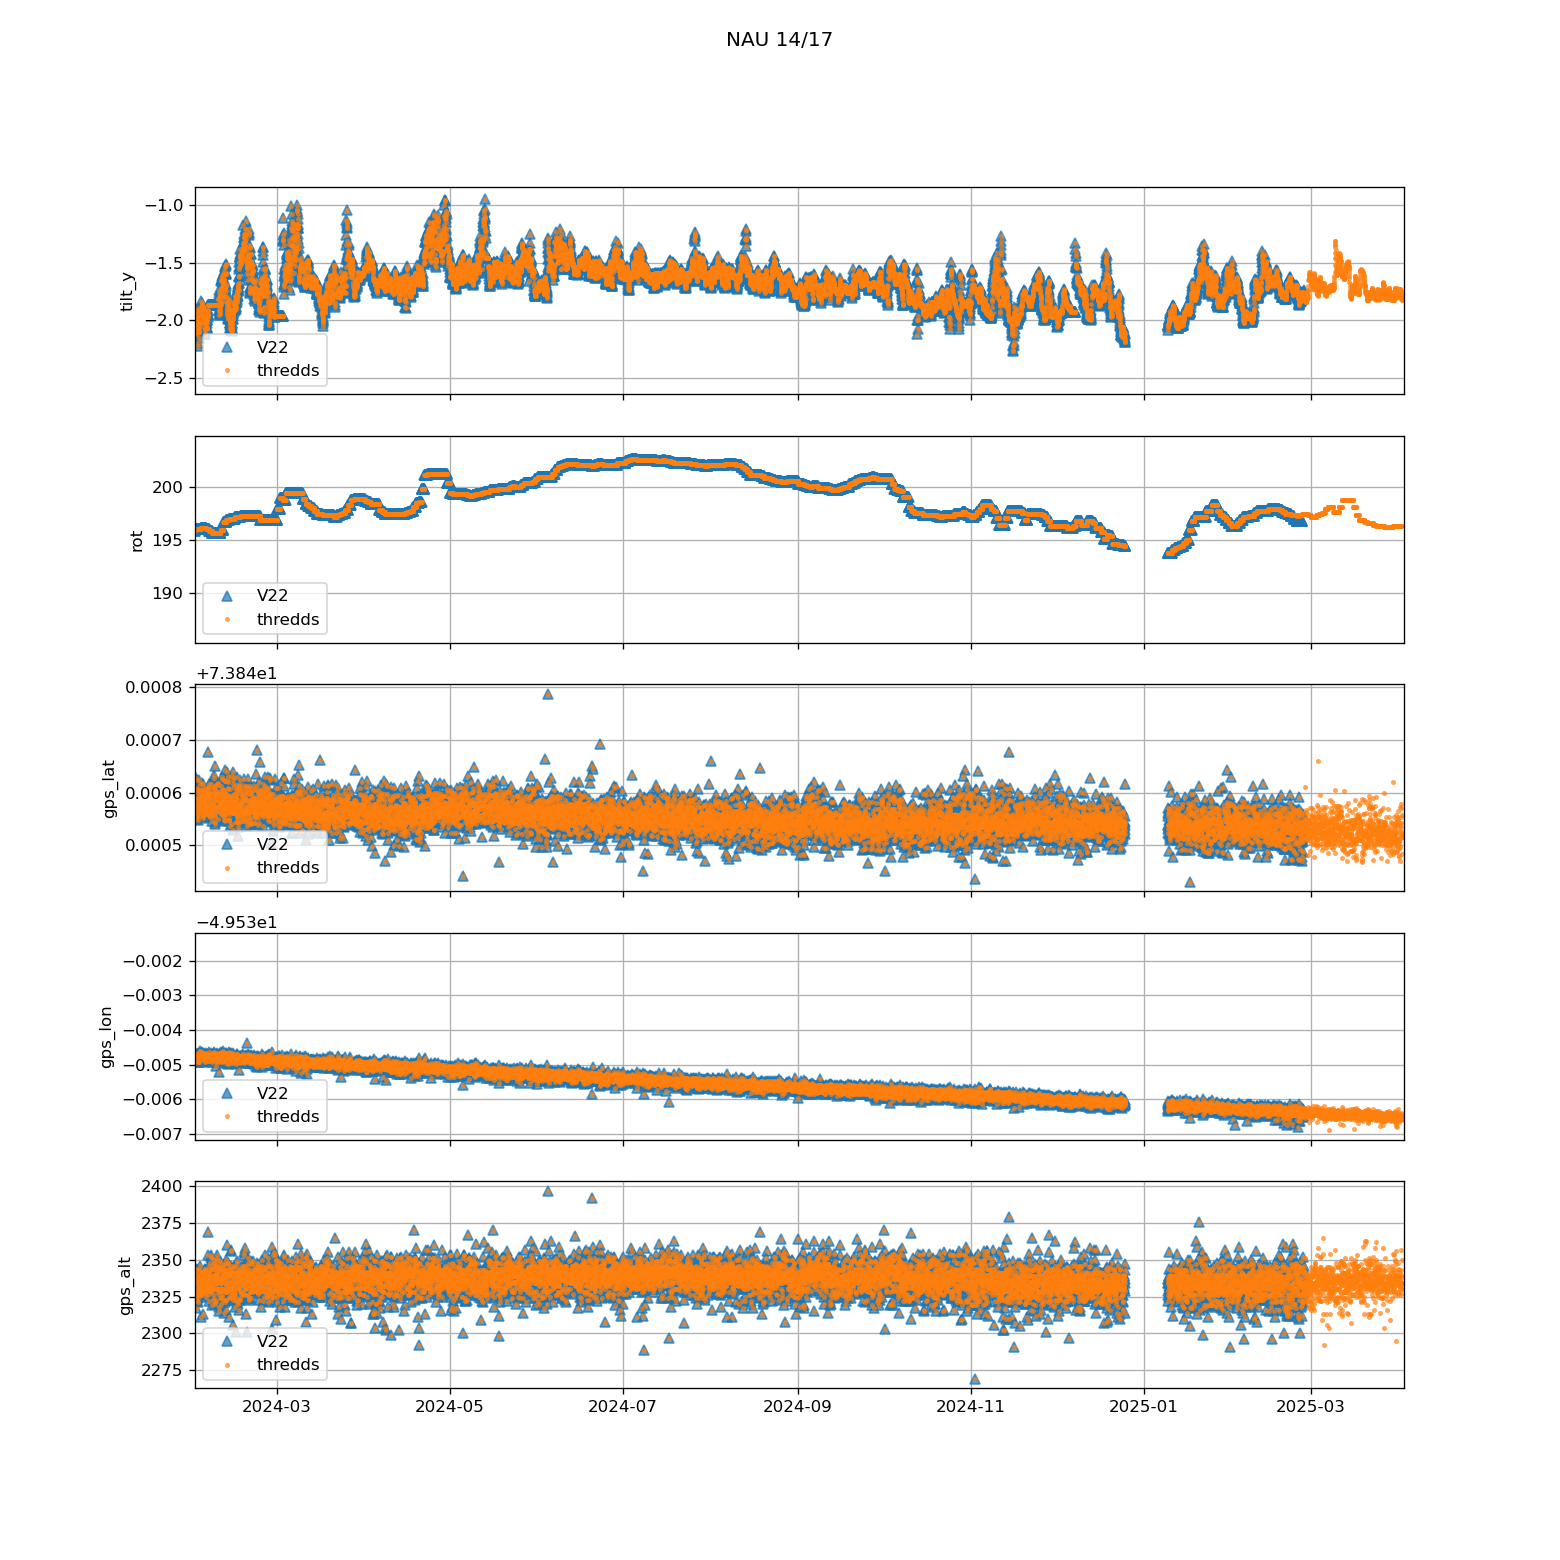 NAU 14/17
−1.0
−1.5
−2.0
−2.5
tilt_y
V22
thredds
200
195
190
rot
V22
thredds
+7.384e1
0.0008
0.0007
0.0006
0.0005
gps_lat
V22
thredds
−4.953e1
−0.002
−0.003
−0.004
−0.005
−0.006
−0.007
gps_lon
V22
thredds
2400
2375
2350
2325
2300
2275
gps_alt
V22
thredds
2024-03 2024-05 2024-07 2024-09 2024-11 2025-01 2025-03